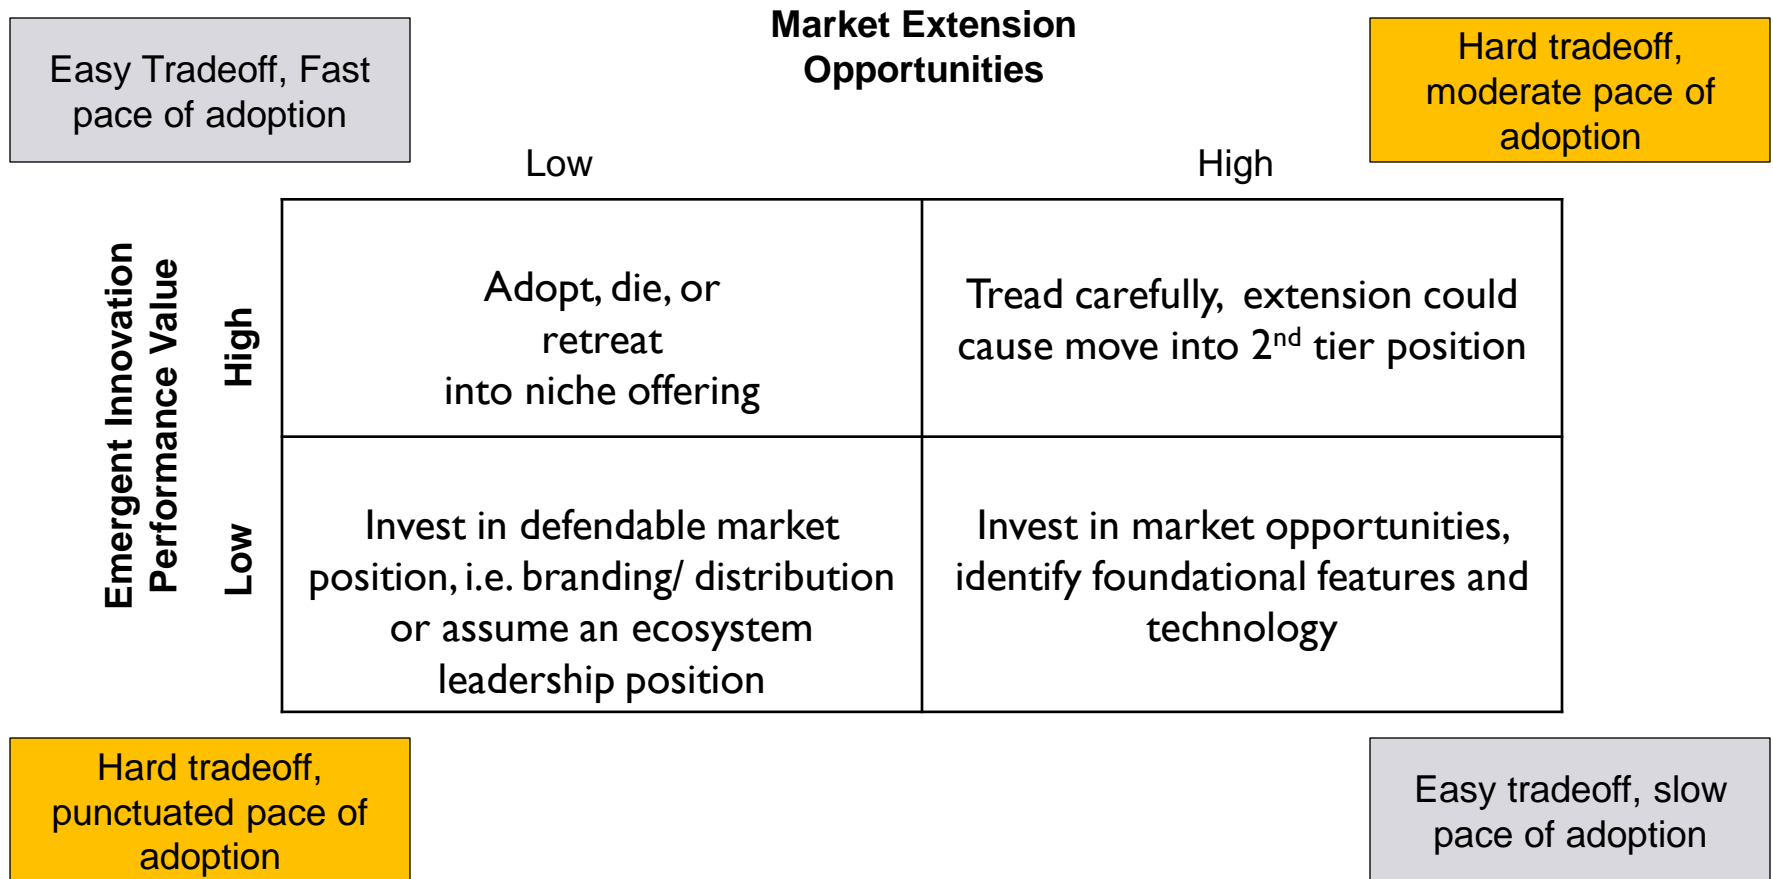 Market Extension
Opportunities
Easy Tradeoff, Fast
pace of adoption
Hard tradeoff,
moderate pace of
adoption
Low
High
Emergent Innovation
Performance Value
High
Adopt, die, or
retreat
into niche offering
Tread carefully, extension could
cause move into 2nd tier position
Low
Invest in defendable market
position, i.e. branding/ distribution
or assume an ecosystem
leadership position
Invest in market opportunities,
identify foundational features and
technology
Hard tradeoff,
punctuated pace of
adoption
Easy tradeoff, slow
pace of adoption